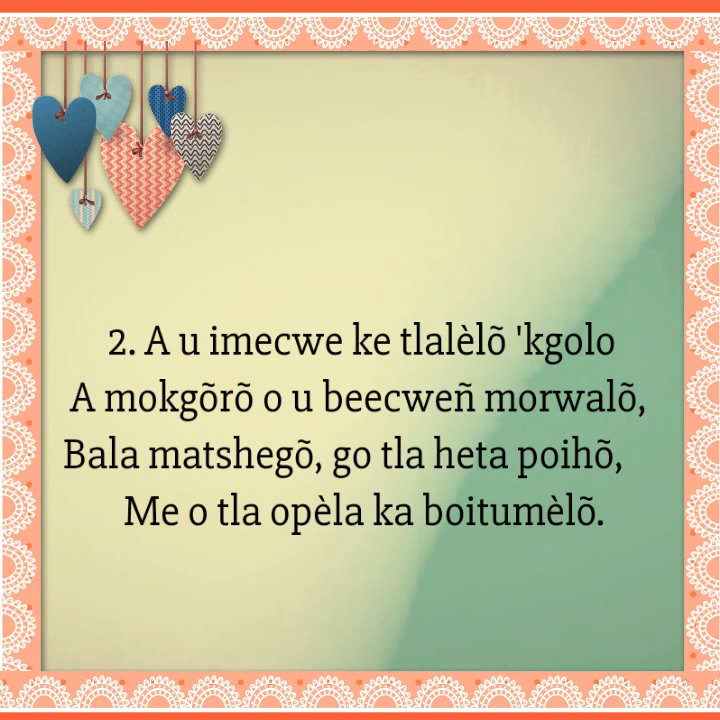 2. A u imecwe ke tlalèlõ 'kgolo
A mokgõrõ o u beecweñ morwalõ,
Bala matshegõ, go tla heta poihõ,
Me o tla opèla ka boitumèlõ.